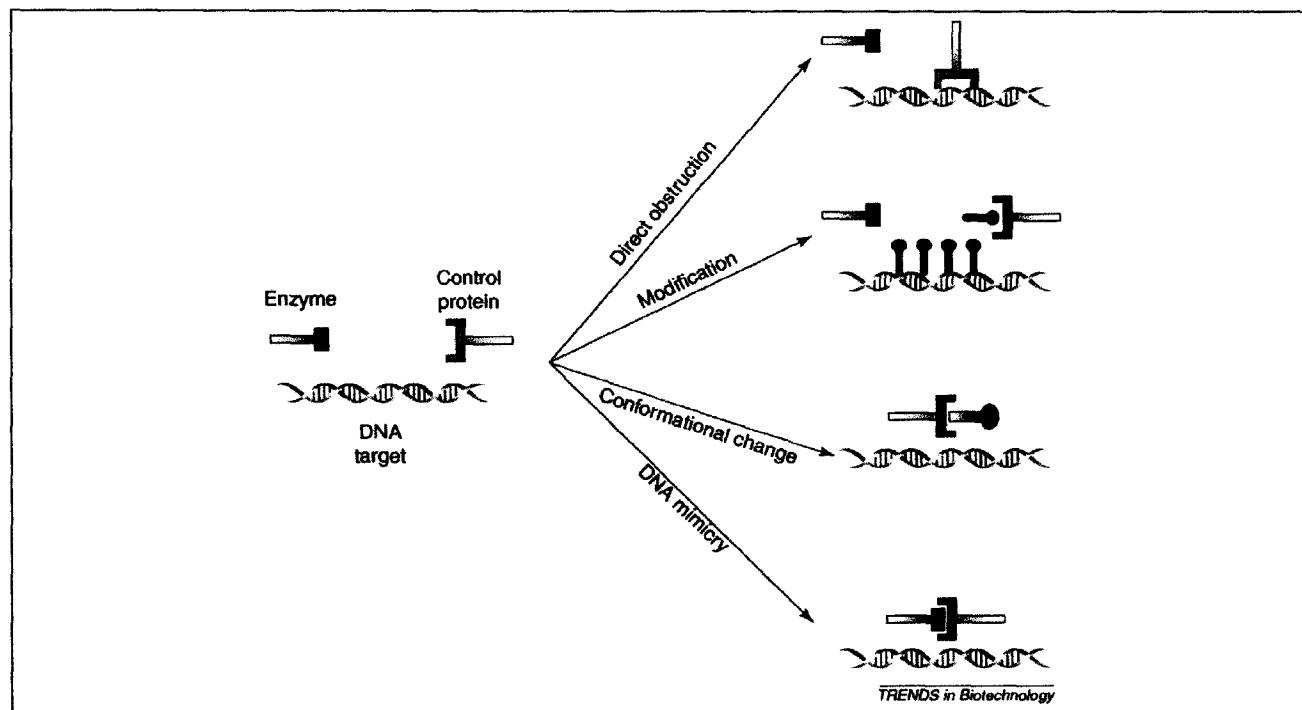 Direct obstruction
Modification
Enzyme
Control
protein
Conformational change
DNA
target
DNA mimicry
TRENDS in Biotechnology